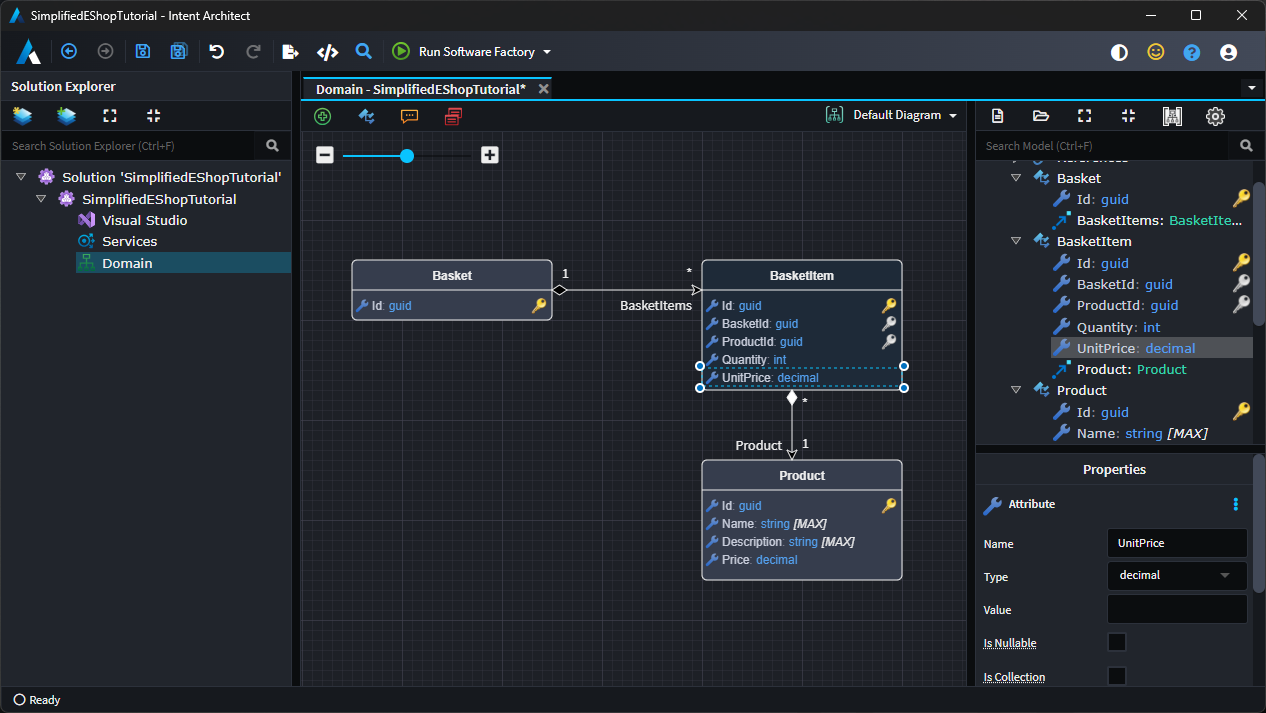 SimplifiedEShopTutorial - Intent Architect
Run Software Factory
Solution Explorer
Search Solution Explorer (Ctrl+F)
Solution 'SimplifiedEShopTutorial'
SimplifiedEShopTutorial
Visual Studio
Services
Domain
Domain - SimplifiedEShopTutorial*
Default Diagram
Basket
Id: guid
1
*
BasketItems
BasketItem
Id: guid
BasketId: guid
ProductId: guid
Quantity: int
UnitPrice: decimal
*
Product
1
Product
Id: guid
Name: string [MAX]
Description: string [MAX]
Price: decimal
Search Model (Ctrl+F)
References
Basket
Id: guid
BasketItems: BasketIte...
BasketItem
Id: guid
BasketId: guid
ProductId: guid
Quantity: int
UnitPrice: decimal
Product: Product
Product
Id: guid
Name: string [MAX]
Properties
Attribute
Name
UnitPrice
Type
decimal
Value
Is Nullable
Is Collection
Ready